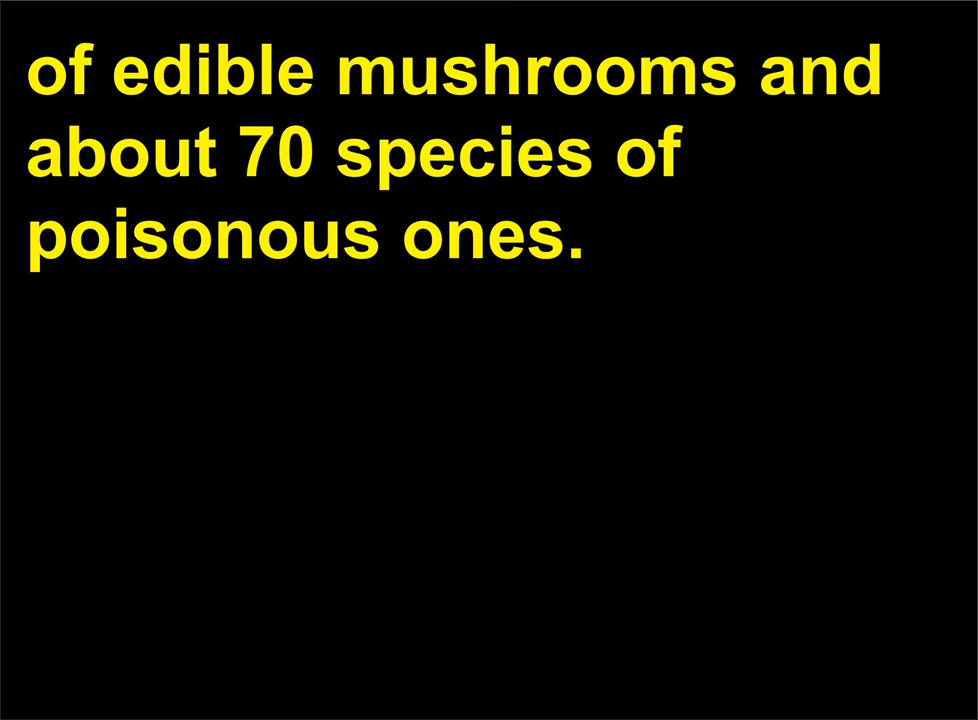 of edible mushrooms and
about 70 species of
poisonous ones.